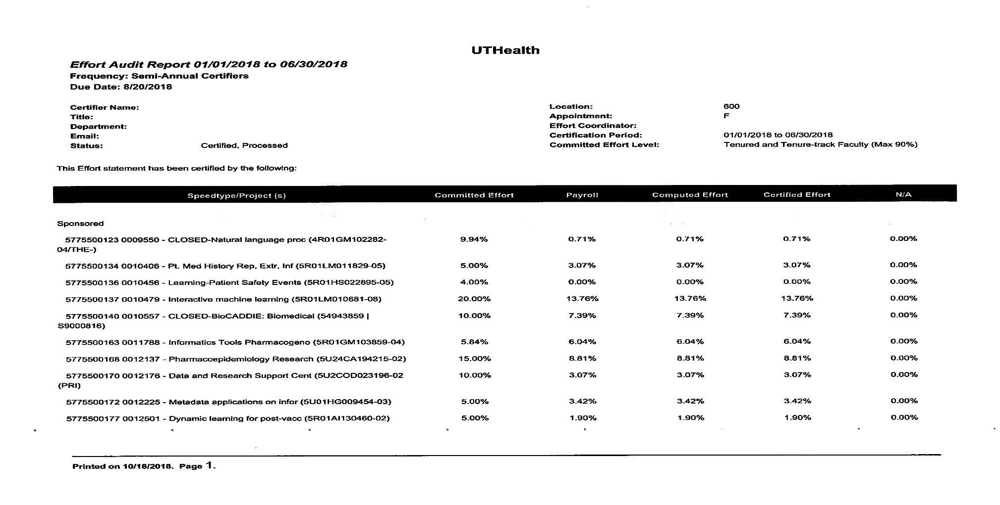 UTHealth
Effort Audit Report 01/01/2018 to 06/30/2018
Frequency: Semi-Annual Certifiers
Due Date: 8/20/2018
Certifier Name:
Title:
Department:
Email:
Status: Certified, Processed
Location: 600
Appointment: F
Effort Coordinator:
Certification Period: 01/01/2018 to 06/30/2018
Committed Effort Level: Tenured and Tenure-track Faculty (Max 90%)
This Effort statement has been certified by the following:
Speedtype/Project (s) Committed Effort Payroll Computed Effort Certified Effort N/A
Sponsored
5775500123 0009550 - CLOSED-Natural language proc (4R01GM102282- 9.94% 0.71% 0.71% 0.71% 0.00%
04/THE-)
5775500134 0010406 - Pt. Med History Rep, Extr, Inf (5R01LM011829-05) 5.00% 3.07% 3.07% 3.07% 0.00%
5775500136 0010456 - Learning-Patient Safety Events (5R01HS022895-05) 4.00% 0.00% 0.00% 0.00% 0.00%
5775500137 0010479 - Interactive machine learning (5R01LM010681-08) 20.00% 13.76% 13.76% 13.76% 0.00%
5775500140 0010557 - CLOSED-BioCADDIE: Biomedical (54943859 | 10.00% 7.39% 7.39% 7.39% 0.00%
S9000816)
5775500163 0011788 - Informatics Tools Pharmacogeno (5R01GM103859-04) 5.84% 6.04% 6.04% 6.04% 0.00%
5775500168 0012137 - Pharmacoepidemiology Research (5U24CA194215-02) 15.00% 8.81% 8.81% 8.81% 0.00%
5775500170 0012176 - Data and Research Support Cent (5U2COD023196-02 10.00% 3.07% 3.07% 3.07% 0.00%
(PRI)
5775500172 0012225 - Metadata applications on infor (5U01HG009454-03) 5.00% 3.42% 3.42% 3.42% 0.00%
5775500177 0012501 - Dynamic learning for post-vacc (5R01AI130460-02) 5.00% 1.90% 1.90% 1.90% 0.00%
Printed on 10/18/2018. Page 1.